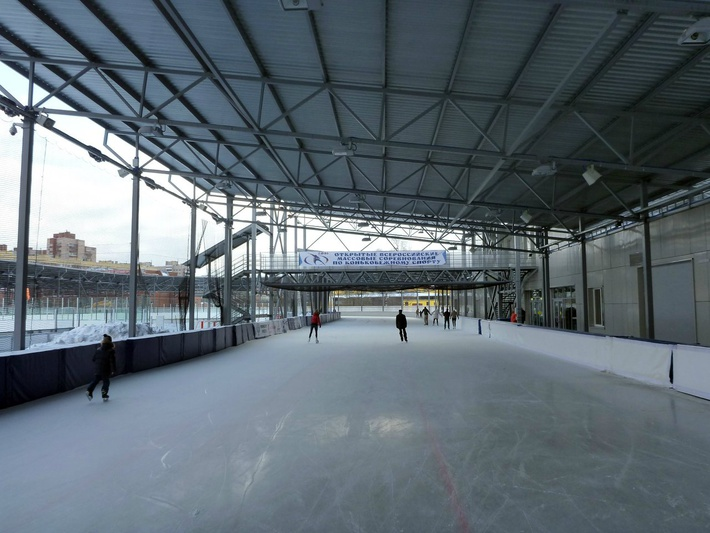 ОТКРЫТЫЕ ВСЕРОССИЙСКИЕ
МАССОВЫЕ СОРЕВНОВАНИЯ
ПО КОНЬКОБЕЖНОМУ СПОРТУ